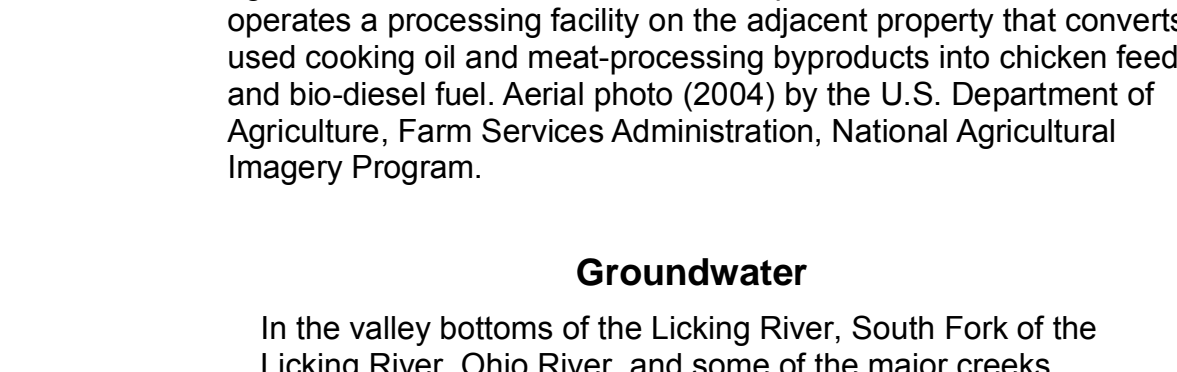 operates a processing facility on the adjacent property that converts
used cooking oil and meat-processing byproducts into chicken feed
and bio-diesel fuel. Aerial photo (2004) by the U.S. Department of
Agriculture, Farm Services Administration, National Agricultural
Imagery Program.
Groundwater
In the valley bottoms of the Licking River, South Fork of the
Licking River, Ohio River, and some of the major creeks